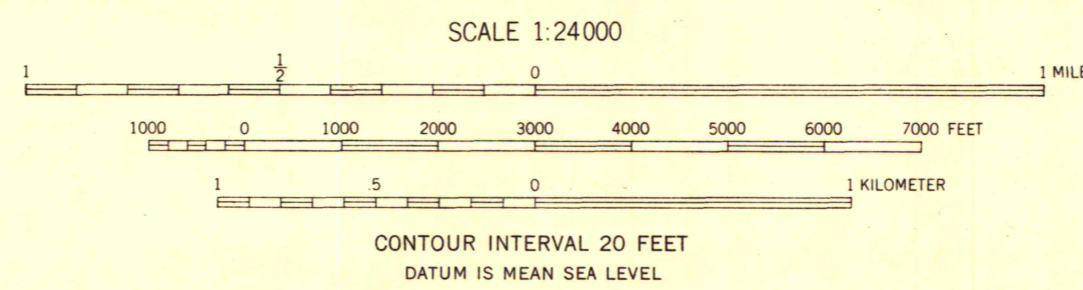 SCALE 1:24000
1 1/2 0 1 MILE
1000 0 1000 2000 3000 4000 5000 6000 7000 FEET
1 .5 0 1 KILOMETER
CONTOUR INTERVAL 20 FEET
DATUM IS MEAN SEA LEVEL